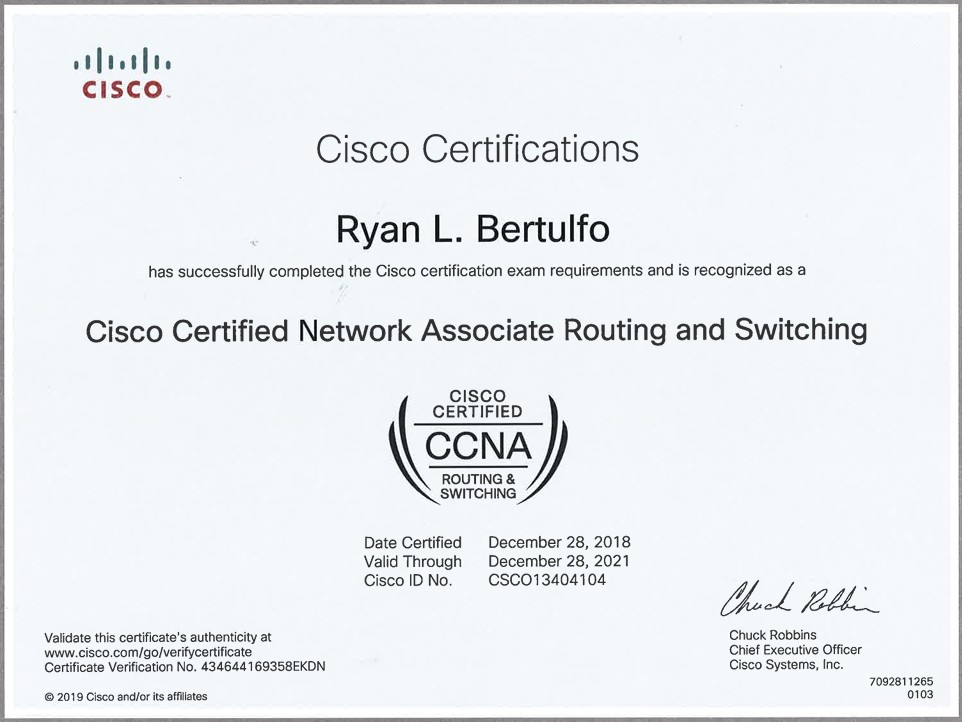 CISCO
Cisco Certifications
Ryan L. Bertulfo
has successfully completed the Cisco certification exam requirements and is recognized as a
Cisco Certified Network Associate Routing and Switching
CISCO
CERTIFIED
CCNA
ROUTING &
SWITCHING
Date Certified December 28, 2018
Valid Through December 28, 2021
Cisco ID No. CSCO13404104
Chuck Robbins
Validate this certificate's authenticity at
www.cisco.com/go/verifycertificate
Certificate Verification No. 434644169358EKDN
© 2019 Cisco and/or its affiliates
Chuck Robbins
Chief Executive Officer
Cisco Systems, Inc.
7092811265
0103